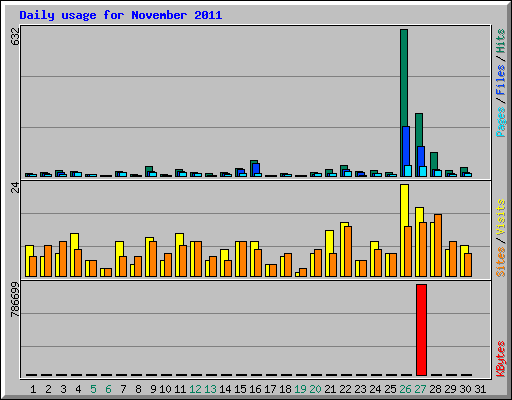 Daily usage for November 2011
632
Pages / Files / Hits
24
Sites / Visits
786699
KBytes
1 2 3 4 5 6 7 8 9 10 11 12 13 14 15 16 17 18 19 20 21 22 23 24 25 26 27 28 29 30 31